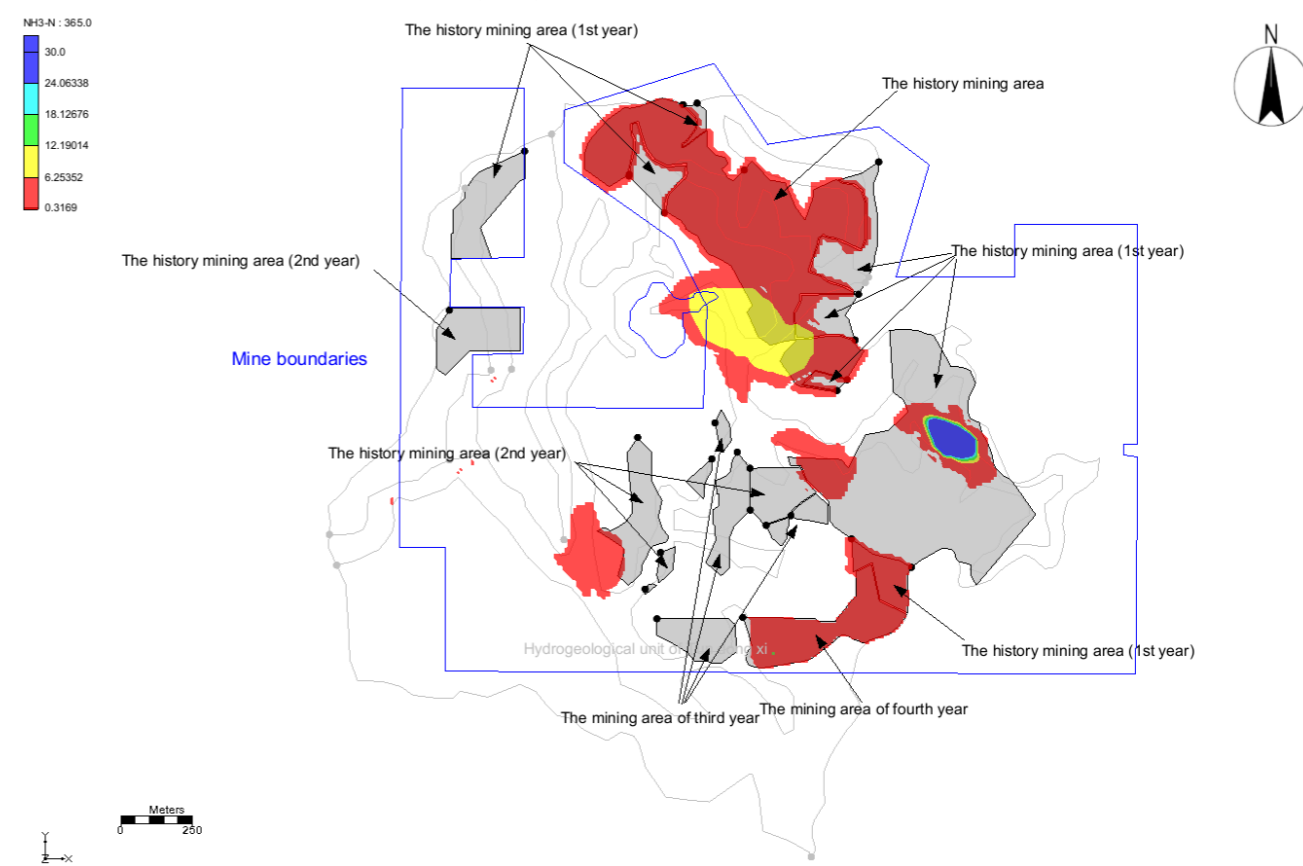 NH3-N : 365.0
30.0
24.06338
18.12676
12.19014
6.25352
0.3169
The history mining area (1st year)
N
The history mining area
The history mining area (1st year)
The history mining area (2nd year)
Mine boundaries
The history mining area (2nd year)
Hydrogeological unit of
xi
The history mining area (1st year)
The mining area of third year
The mining area of fourth year
Meters
0 250
Y
Z X